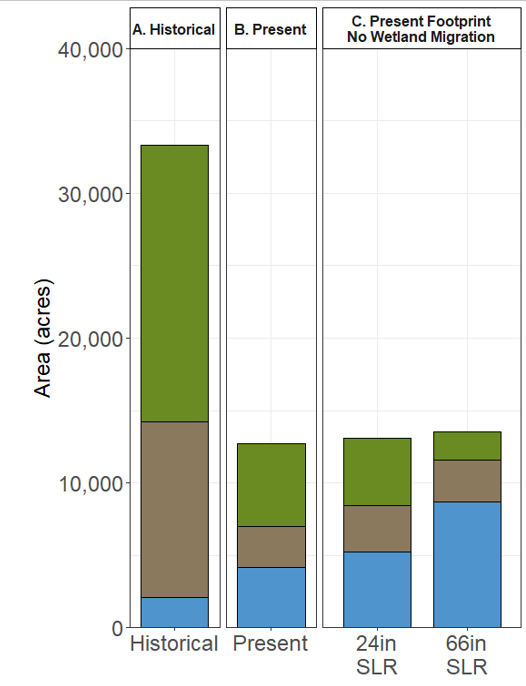 A. Historical
B. Present
C. Present Footprint
No Wetland Migration
Area (acres)
40,000
30,000
20,000
10,000
0
Historical
Present
24in
SLR
66in
SLR